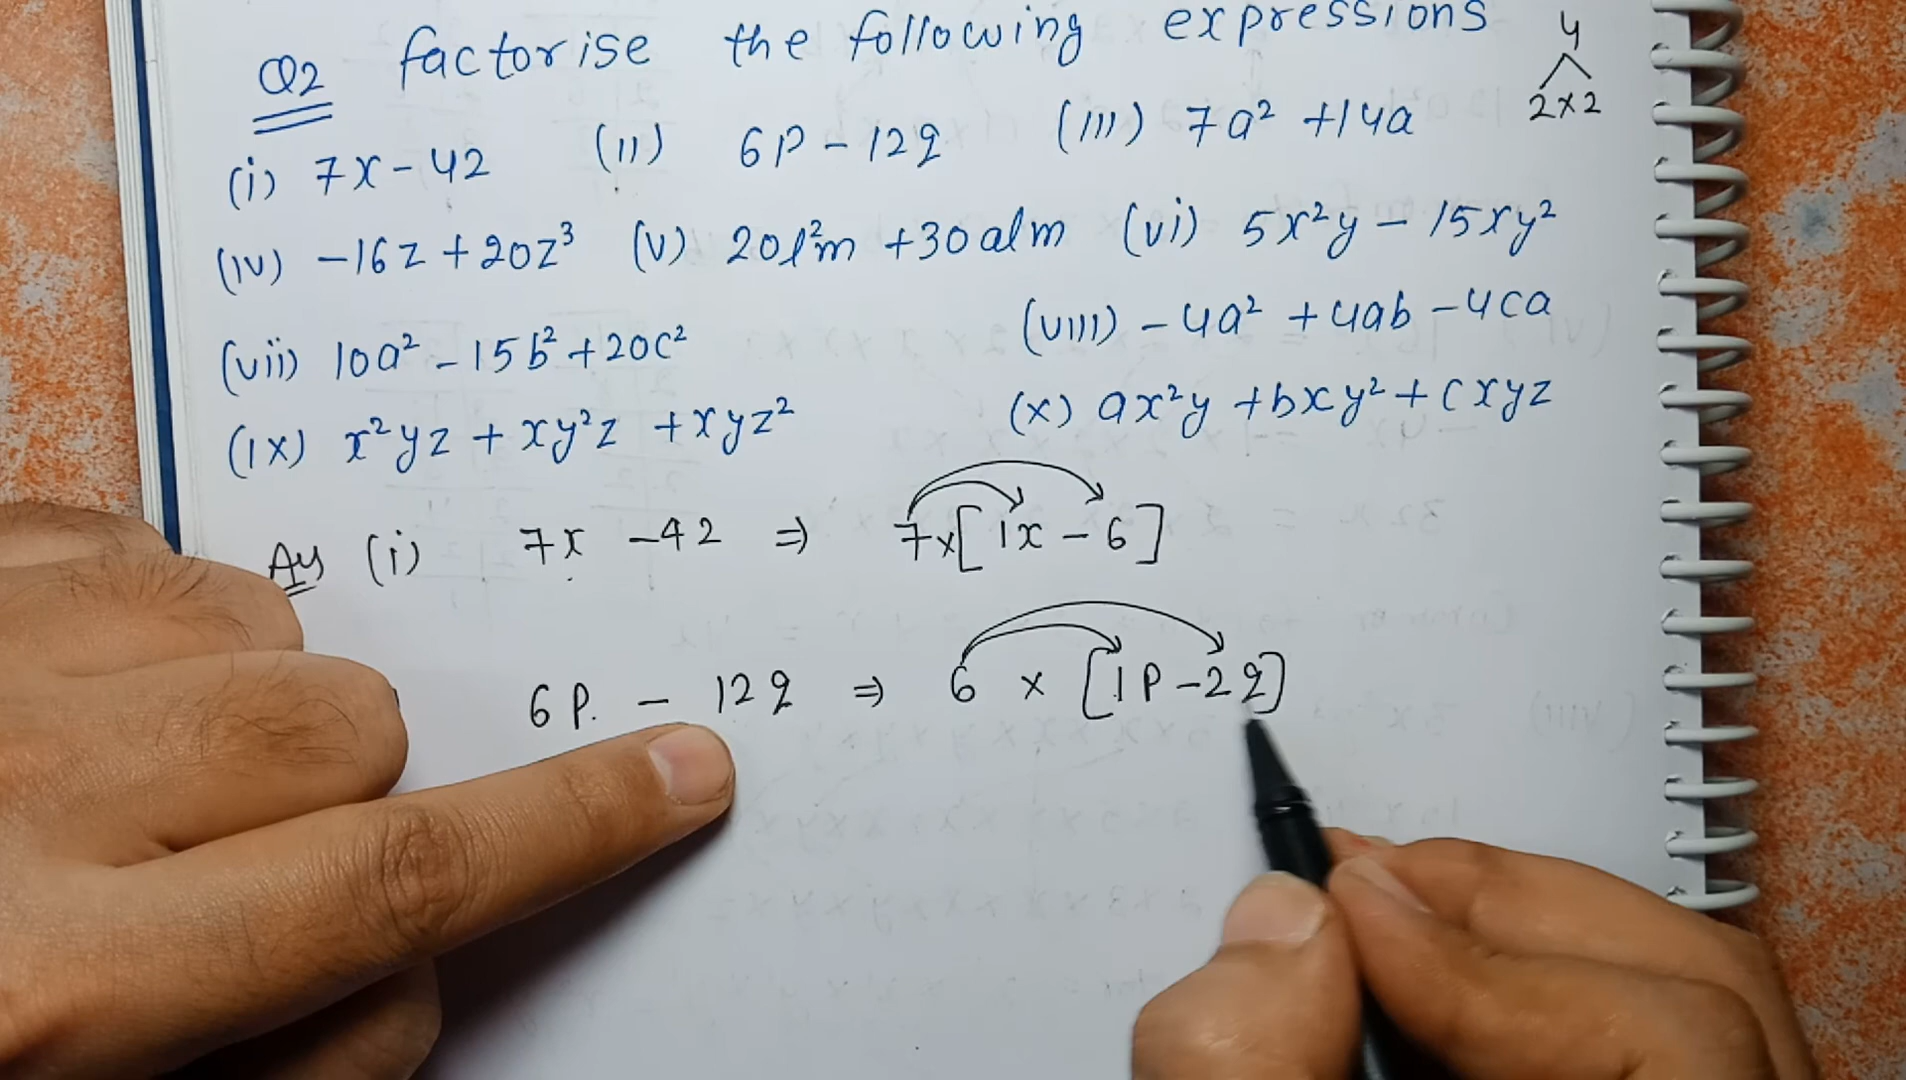 Q2 factorise the following expressions
4
2×2
(i) 7x-42 (ii) 6P-12q (iii) 7a² +14a
(iv) -16z+20z³ (v) 20l²m +30alm (vi) 5x²y-15xy²
(vii) 10a²-15b²+20c² (viii) -4a²+4ab-4ca
(ix) x²yz+xy²z+xyz² (x) ax²y+bxy²+cxyz
(i) 7x -42 ⇒ 7×[1x-6]
6P - 12q ⇒ 6 × [1P-2q]